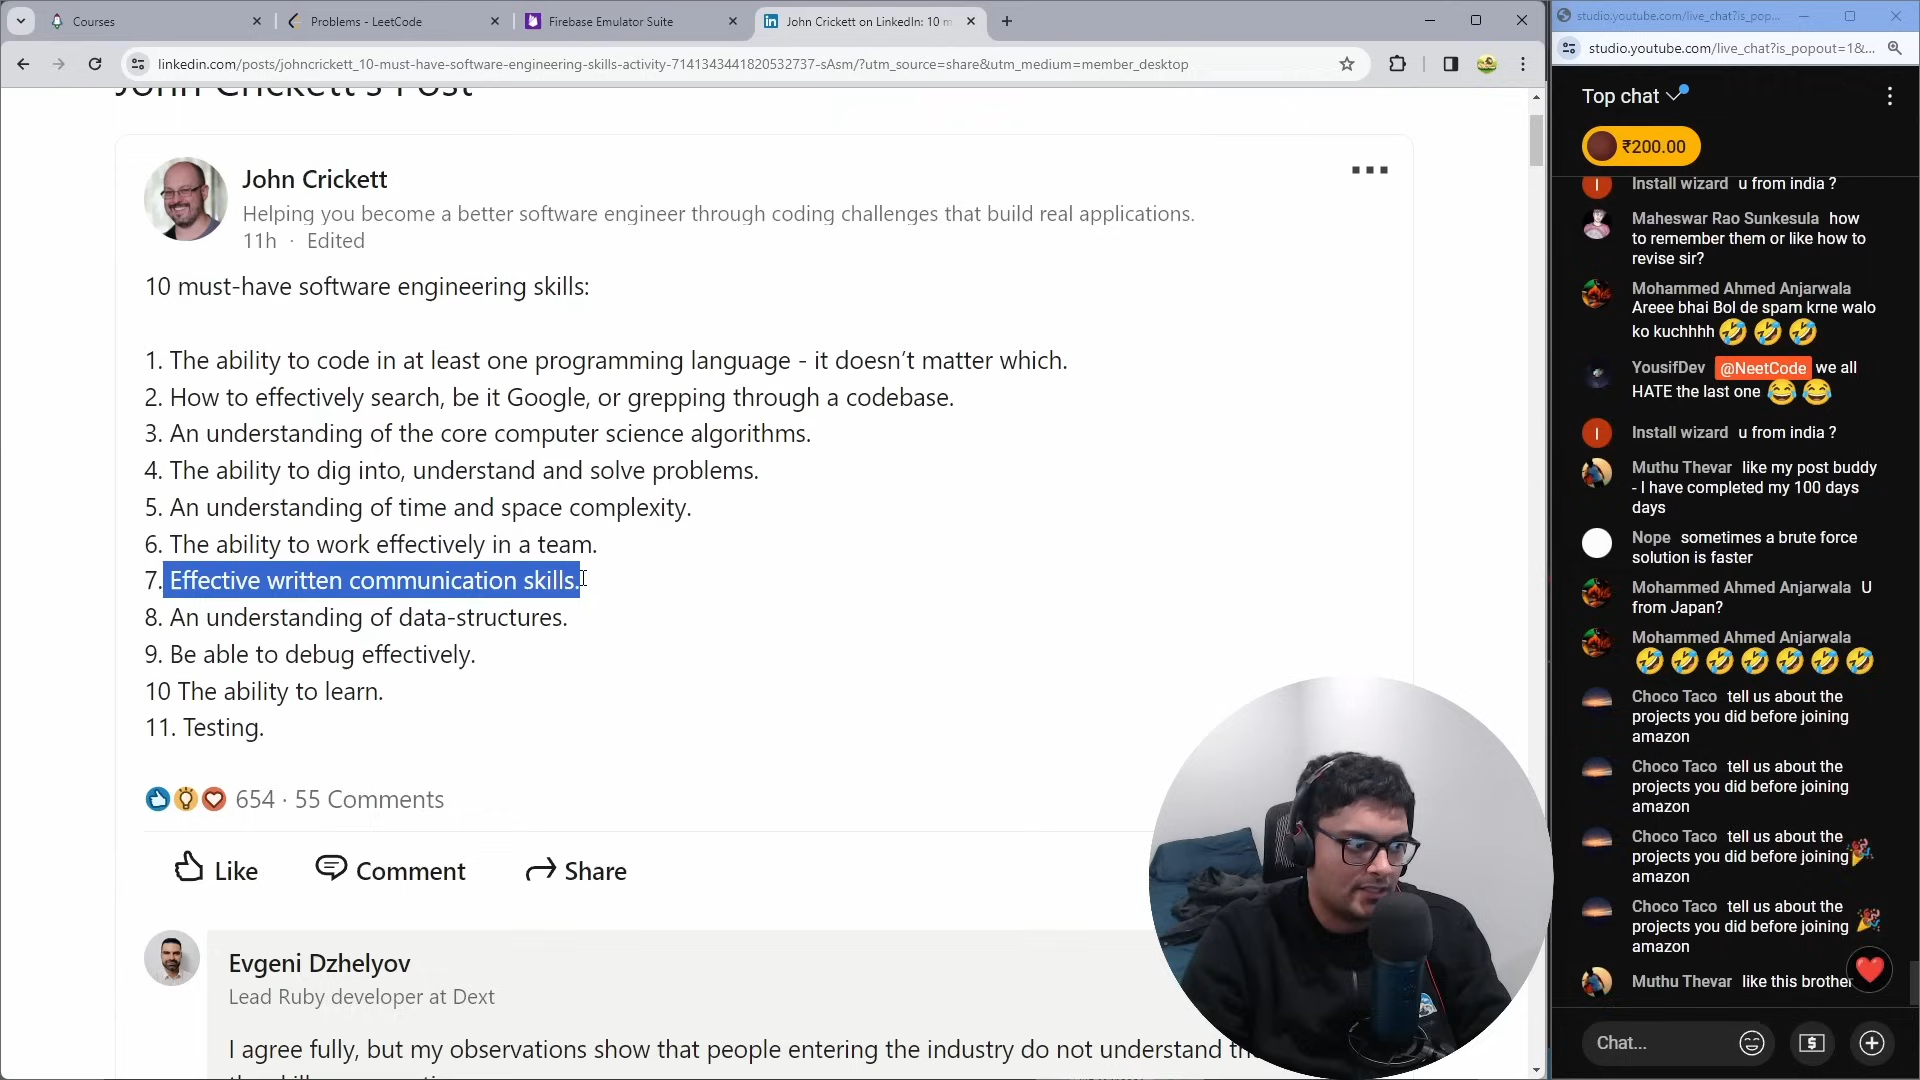 Courses
Problems - LeetCode
Firebase Emulator Suite
John Crickett on LinkedIn: 10 m
linkedin.com/posts/johncrickett_10-must-have-software-engineering-skills-activity-7141343441820532737-sAsm/?utm_source=share&utm_medium=member_desktop
John Crickett's Post
John Crickett
Helping you become a better software engineer through coding challenges that build real applications.
11h · Edited
10 must-have software engineering skills:
1. The ability to code in at least one programming language - it doesn’t matter which.
2. How to effectively search, be it Google, or grepping through a codebase.
3. An understanding of the core computer science algorithms.
4. The ability to dig into, understand and solve problems.
5. An understanding of time and space complexity.
6. The ability to work effectively in a team.
7. Effective written communication skills.
8. An understanding of data-structures.
9. Be able to debug effectively.
10 The ability to learn.
11. Testing.
654 · 55 Comments
Like
Comment
Share
Evgeni Dzhelyov
Lead Ruby developer at Dext
I agree fully, but my observations show that people entering the industry do not understand
studio.youtube.com/live_chat?is_pop...
studio.youtube.com/live_chat?is_popout=1&...
Top chat
₹200.00
Install wizard u from india ?
Maheswar Rao Sunkesula how
to remember them or like how to
revise sir?
Mohammed Ahmed Anjarwala
Areee bhai Bol de spam krne walo
ko kuchhhh 🤣 🤣 🤣
YousifDev @NeetCode we all
HATE the last one 😂 😂
I
Install wizard u from india ?
Muthu Thevar like my post buddy
- I have completed my 100 days
days
Nope sometimes a brute force
solution is faster
Mohammed Ahmed Anjarwala U
from Japan?
Mohammed Ahmed Anjarwala
🤣 🤣 🤣 🤣 🤣 🤣 🤣
Choco Taco tell us about the
projects you did before joining
amazon
Choco Taco tell us about the
projects you did before joining
amazon
Choco Taco tell us about the
projects you did before joining
amazon
Choco Taco tell us about the
projects you did before joining
amazon
Muthu Thevar like this brother
Chat...